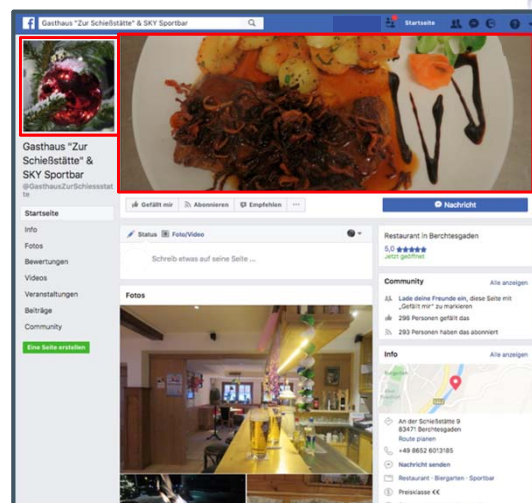 Gasthaus "Zur Schießstätte" & SKY Sportbar
Startseite
Gasthaus "Zur
Schießstätte" &
SKY Sportbar
@GasthausZurSchiessstat
te
Startseite
Info
Fotos
Bewertungen
Videos
Veranstaltungen
Beiträge
Community
Eine Seite erstellen
Gefällt mir
Abonnieren
Empfehlen
Nachricht
Status
Foto/Video
Schreib etwas auf seine Seite ...
Fotos
Restaurant in Berchtesgaden
5,0 ★★★★★
Jetzt geöffnet
Community
Alle anzeigen
Lade deine Freunde ein, diese Seite mit
„Gefällt mir“ zu markieren
298 Personen gefällt das
293 Personen haben das abonniert
Info
Alle anzeigen
An der Schießstätte 9
83471 Berchtesgaden
Route planen
+49 8652 6013185
Nachricht senden
Restaurant · Biergarten · Sportbar
Preisklasse €€